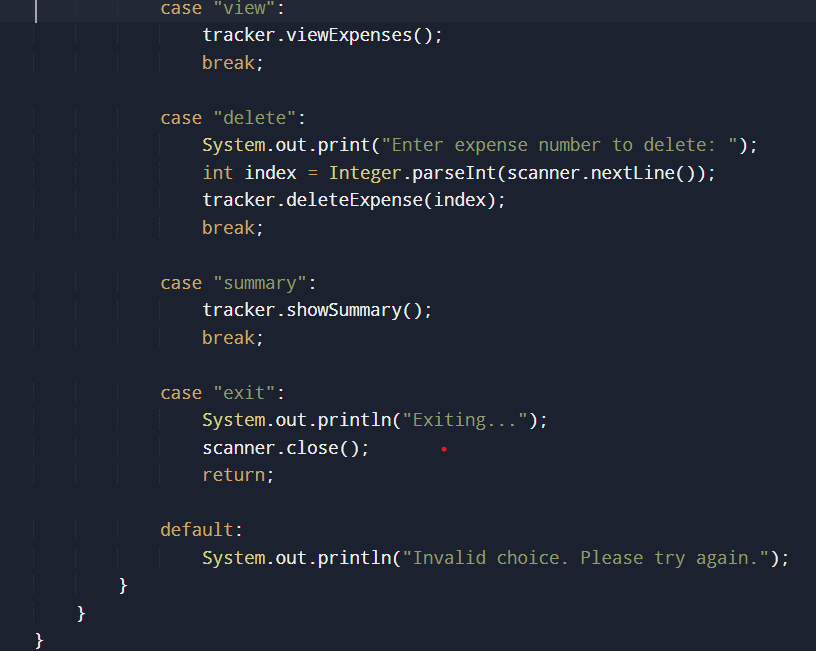 case "view":
tracker.viewExpenses();
break;
case "delete":
System.out.print("Enter expense number to delete: ");
int index = Integer.parseInt(scanner.nextLine());
tracker.deleteExpense(index);
break;
case "summary":
tracker.showSummary();
break;
case "exit":
System.out.println("Exiting...");
scanner.close();
return;
default:
System.out.println("Invalid choice. Please try again.");
}
}
}